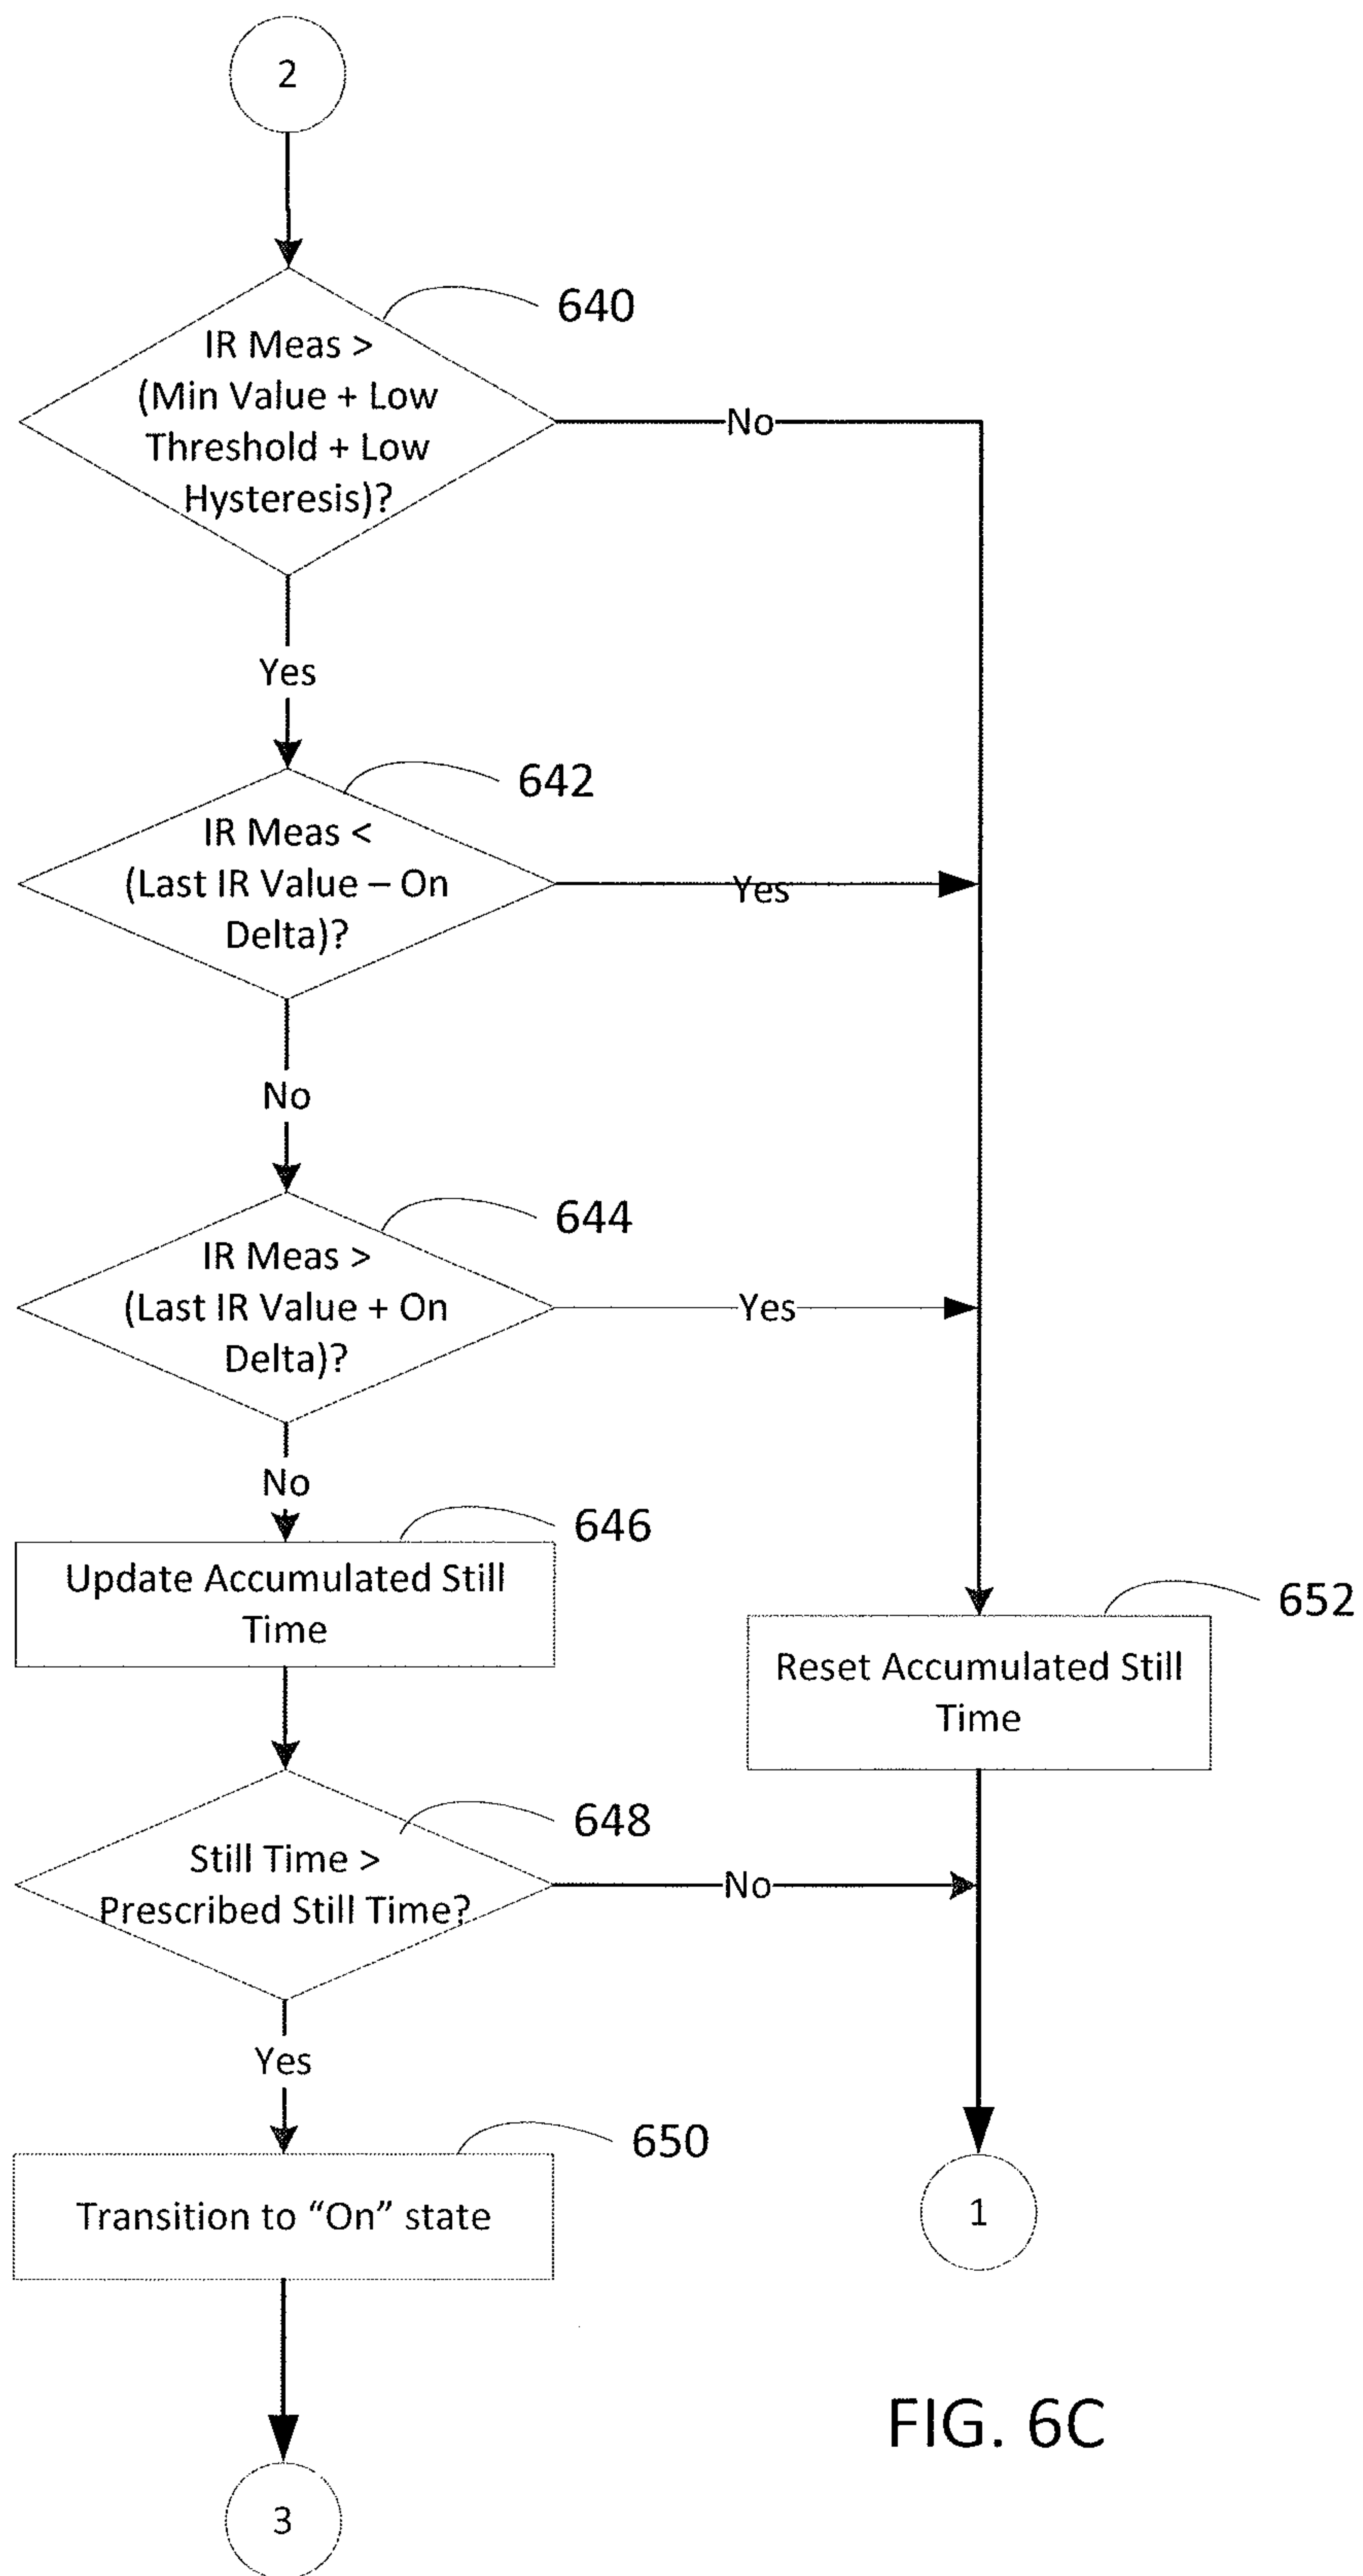 2
640
IR Meas >
(Min Value + Low
Threshold + Low
Hysteresis)?
No
Yes
642
IR Meas <
(Last IR Value – On
Delta)?
Yes
No
644
IR Meas >
(Last IR Value + On
Delta)?
Yes
No
646
Update Accumulated Still
Time
652
Reset Accumulated Still
Time
648
Still Time >
Prescribed Still Time?
No
Yes
650
Transition to “On” state
1
FIG. 6C
3